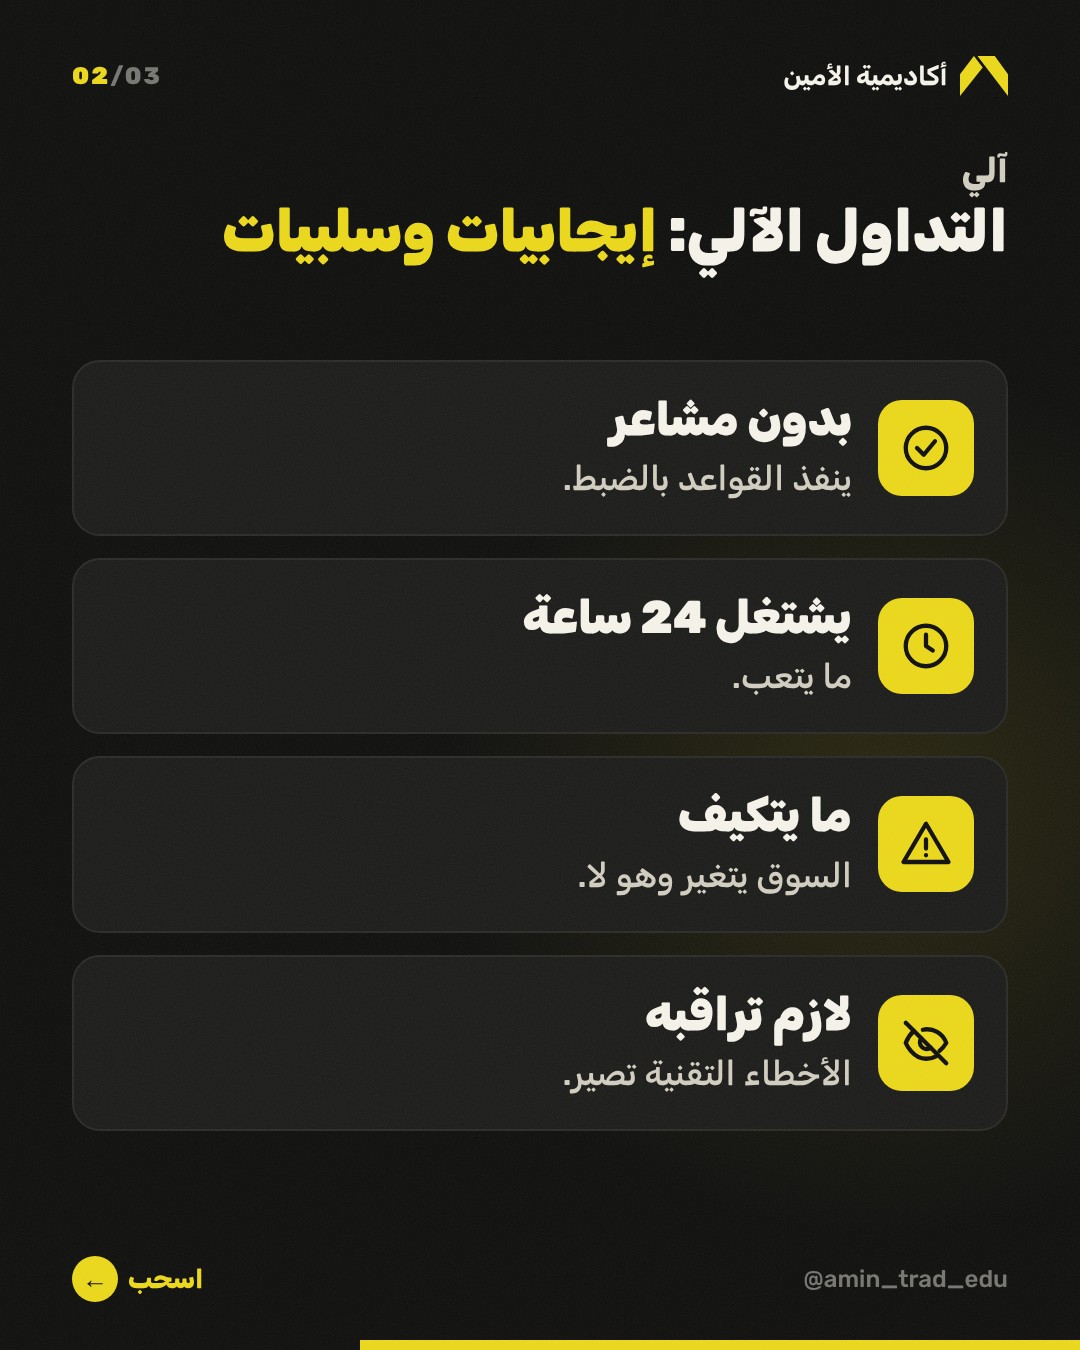 أكاديمية الأمين
02/03
آلي
التداول الآلي: إيجابيات وسلبيات
بدون مشاعر
ينفذ القواعد بالضبط.
يشتغل 24 ساعة
ما يتعب.
ما يتكيف
السوق يتغير وهو لا.
لازم تراقبه
الأخطاء التقنية تصير.
@amin_trad_edu
اسحب ←